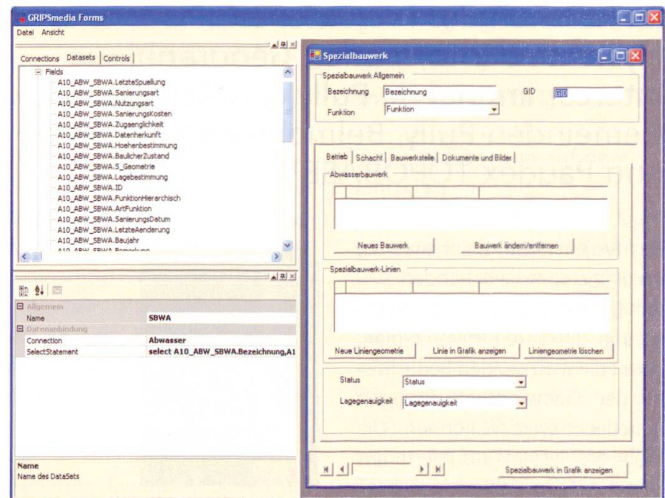 GRIPSmedia Forms
Datei Ansicht
Connections Datasets Controls
Fields
A10_ABW_SBWA.LetzteSpuellung
A10_ABW_SBWA.Sanierungsart
A10_ABW_SBWA.Nutzungsart
A10_ABW_SBWA.SanierungsKosten
A10_ABW_SBWA.Zugaenglichkeit
A10_ABW_SBWA.Datenherkunft
A10_ABW_SBWA.Hoehenbestimmung
A10_ABW_SBWA.BaulicherZustand
A10_ABW_SBWA.S_Geometrie
A10_ABW_SBWA.Lagebestimmung
A10_ABW_SBWA.ID
A10_ABW_SBWA.FunktionHierarchisch
A10_ABW_SBWA.ArtFunktion
A10_ABW_SBWA.SanierungsDatum
A10_ABW_SBWA.LetzteAenderung
A10_ABW_SBWA.Baujahr
A10_ABW_SBWA.Bemerkung
Allgemein
Name SBWA
Datenanbindung
Connection Abwasser
SelectStatement select A10_ABW_SBWA.Bezeichnung,A1
Name
Name des DataSets
Spezialbauwerk
Spezialbauwerk Allgemein
Bezeichnung Bezeichnung GID GID
Funktion Funktion
Betrieb Schacht Bauwerksteile Dokumente und Bilder
Abwasserbauwerk
Neues Bauwerk Bauwerk ändern/entfernen
Spezialbauwerk-Linien
Neue Liniengeometrie Linie in Grafik anzeigen Liniengeometrie löschen
Status Status
Lagegenauigkeit Lagegenauigkeit
Spezialbauwerk in Grafik anzeigen